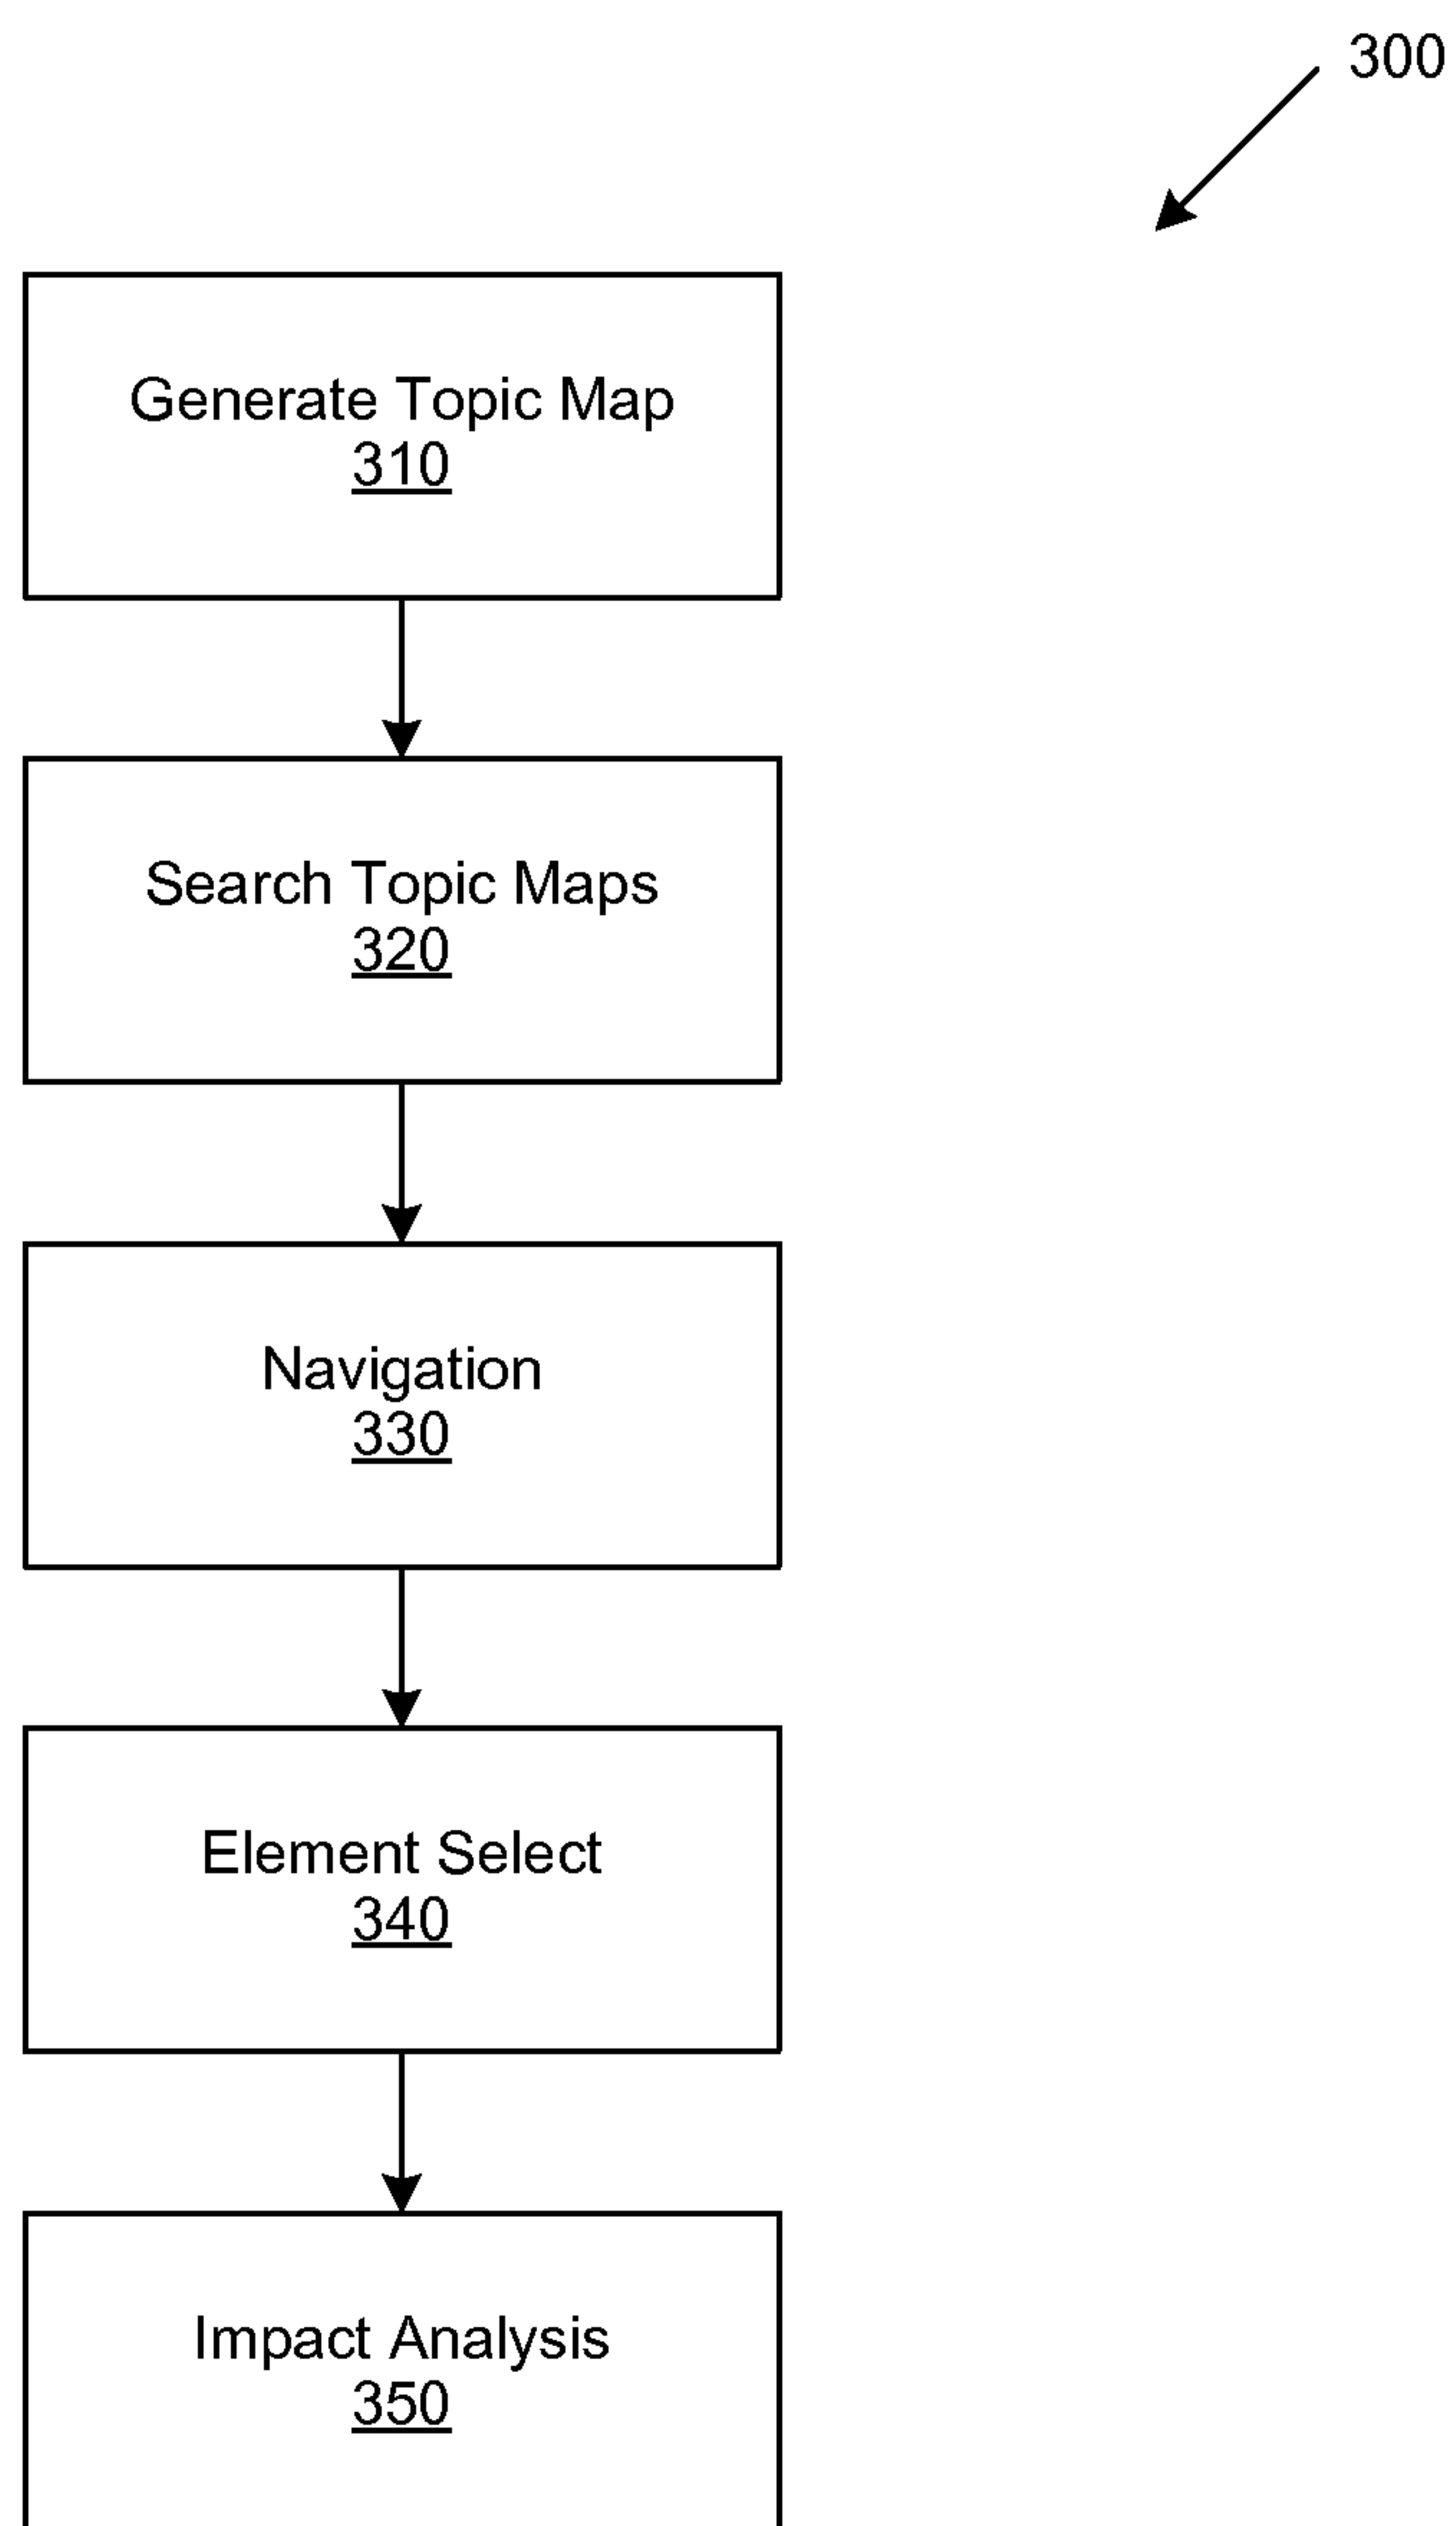 300
Generate Topic Map
310
Search Topic Maps
320
Navigation
330
Element Select
340
Impact Analysis
350